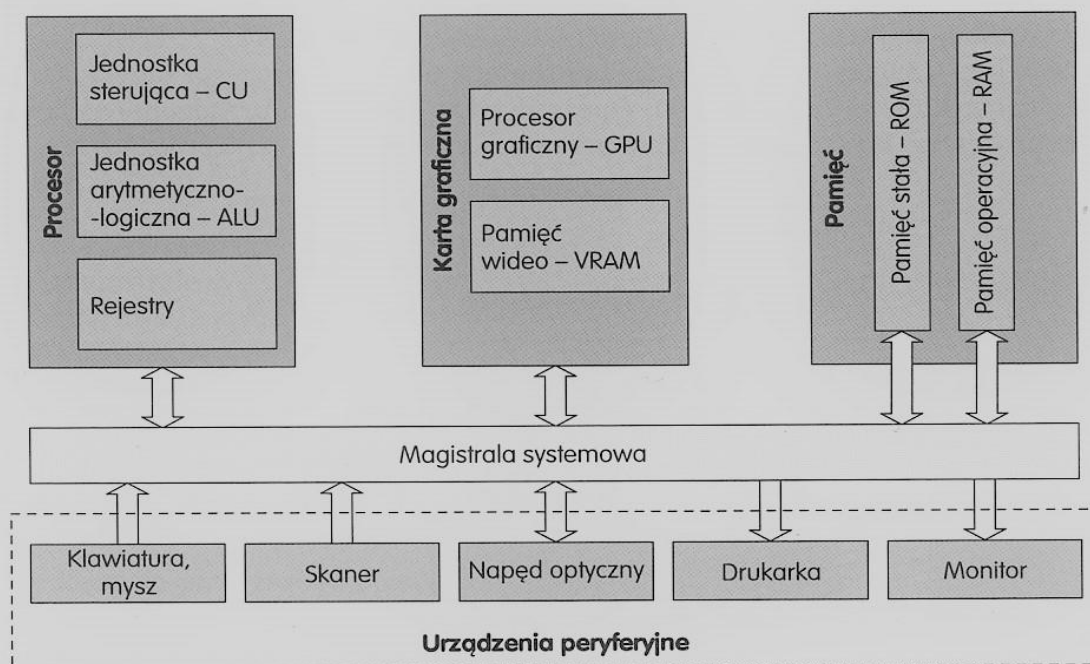 Procesor
Jednostka
sterująca – CU
Jednostka
arytmetyczno-
-logiczna – ALU
Rejestry
Karta graficzna
Procesor
graficzny – GPU
Pamięć
wideo – VRAM
Pamięć
Pamięć stała – ROM
Pamięć operacyjna – RAM
Magistrala systemowa
Klawiatura,
mysz
Skaner
Napęd optyczny
Drukarka
Monitor
Urządzenia peryferyjne